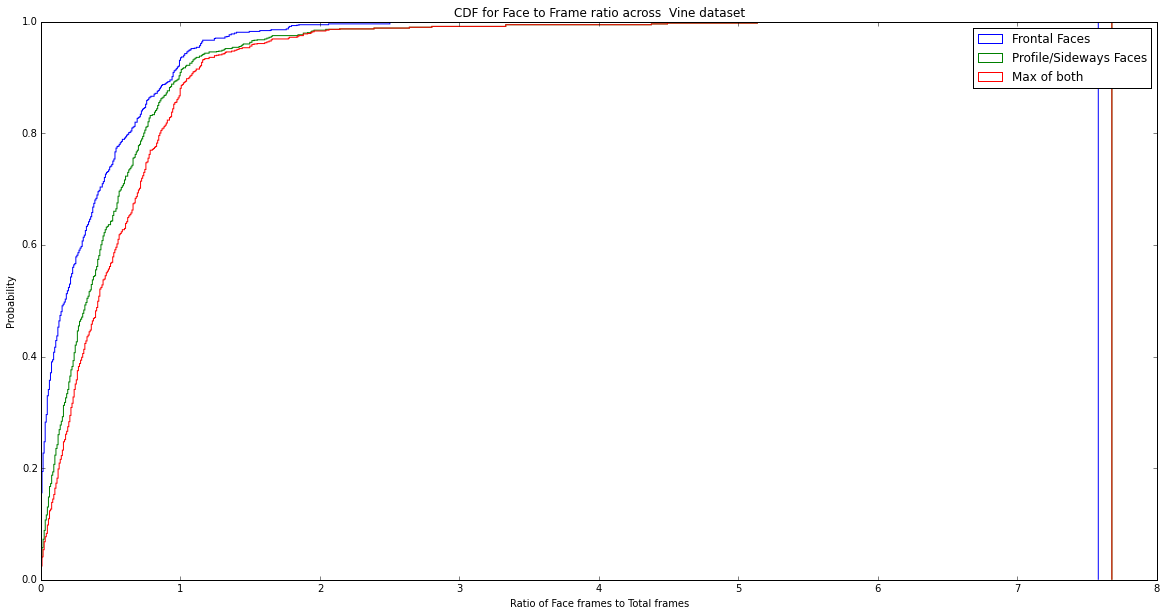 CDF for Face to Frame ratio across  Vine dataset
Frontal Faces
Profile/Sideways Faces
Max of both
1.0
0.8
0.6
0.4
0.2
0.0
Probability
0 1 2 3 4 5 6 7 8
Ratio of Face frames to Total frames